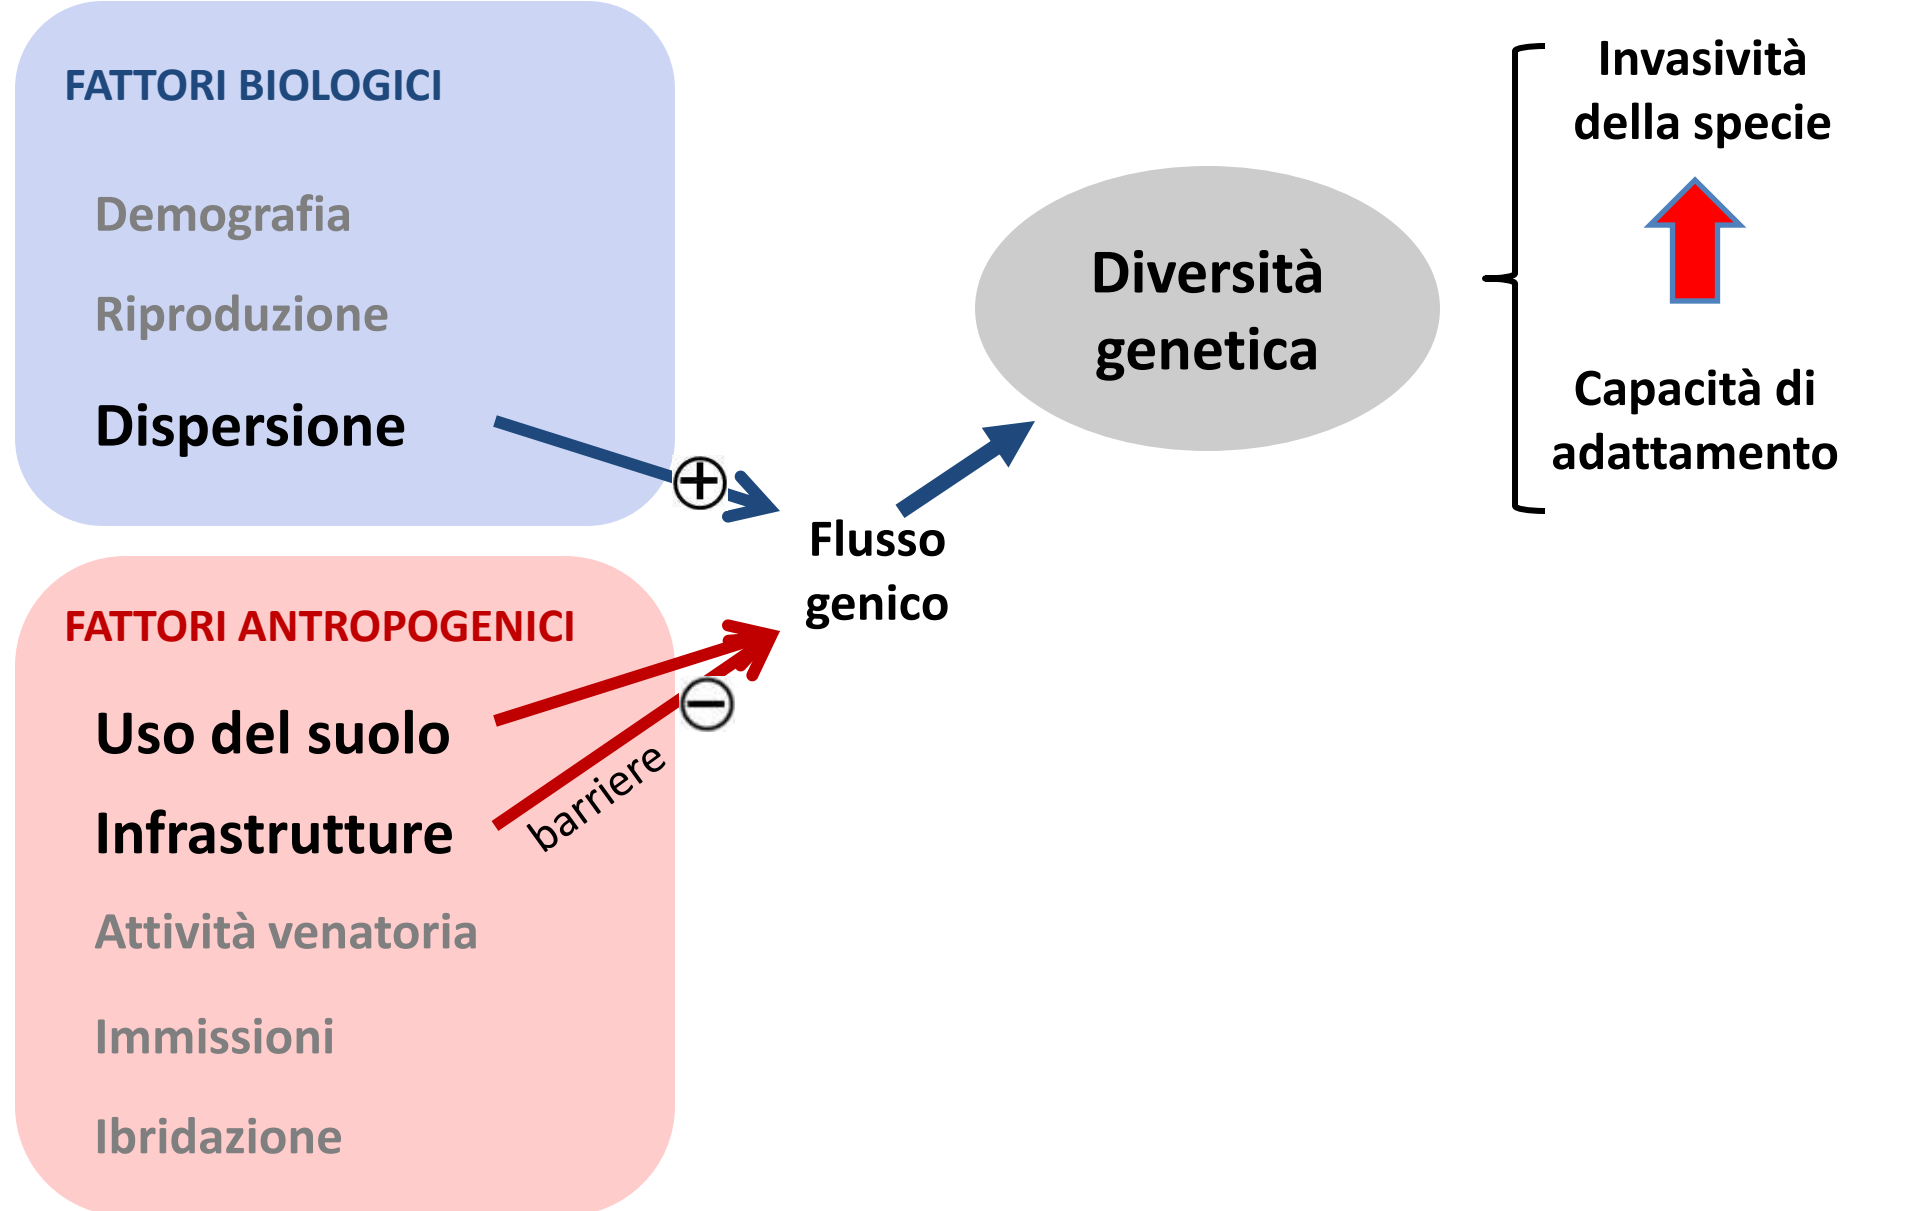 FATTORI BIOLOGICI
Demografia
Riproduzione
Dispersione
FATTORI ANTROPOGENICI
Uso del suolo
Infrastrutture
barriere
Attività venatoria
Immissioni
Ibridazione
Flusso
genico
Diversità
genetica
Invasività
della specie
Capacità di
adattamento